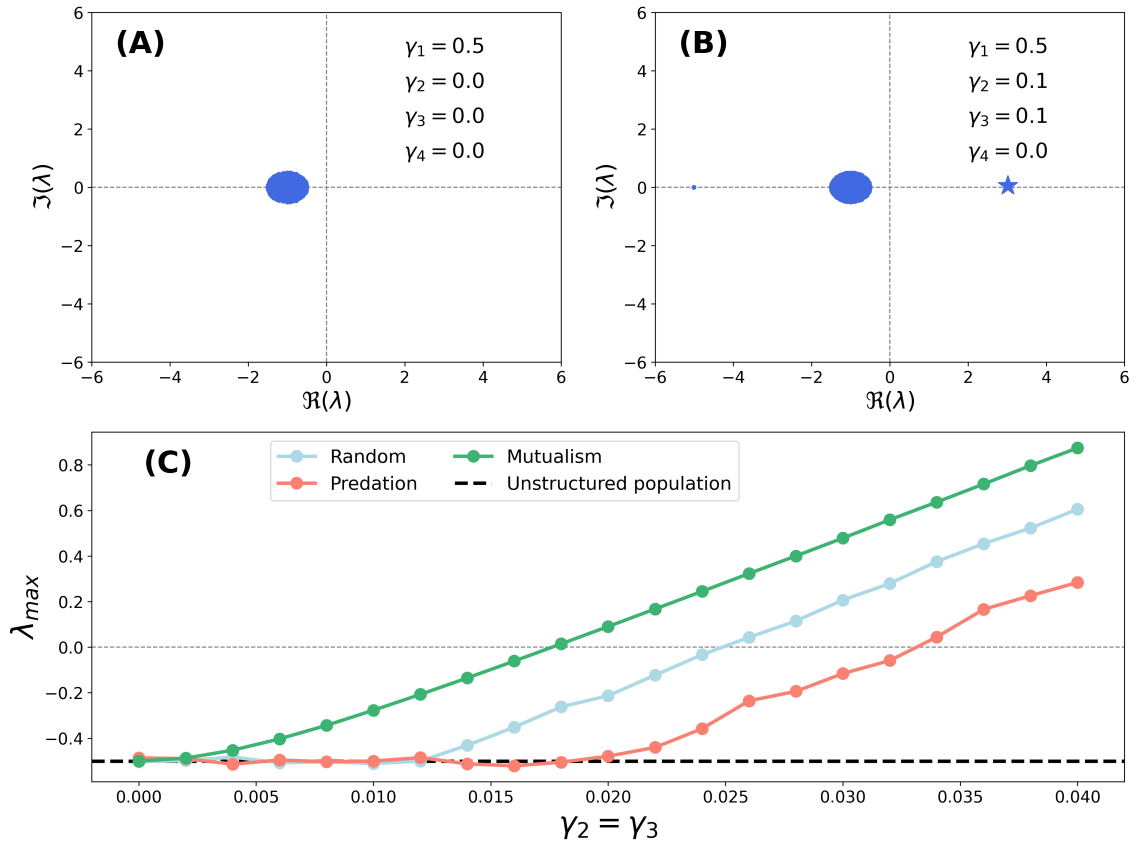 (A)
γ₁ = 0.5
γ₂ = 0.0
γ₃ = 0.0
γ₄ = 0.0
6
4
2
0
−2
−4
−6
ℑ(λ)
−6 −4 −2 0 2 4 6
ℜ(λ)
(B)
γ₁ = 0.5
γ₂ = 0.1
γ₃ = 0.1
γ₄ = 0.0
6
4
2
0
−2
−4
−6
ℑ(λ)
−6 −4 −2 0 2 4 6
ℜ(λ)
(C)
Random
Predation
Mutualism
Unstructured population
0.8
0.6
0.4
0.2
0.0
−0.2
−0.4
λmax
0.000 0.005 0.010 0.015 0.020 0.025 0.030 0.035 0.040
γ₂ = γ₃